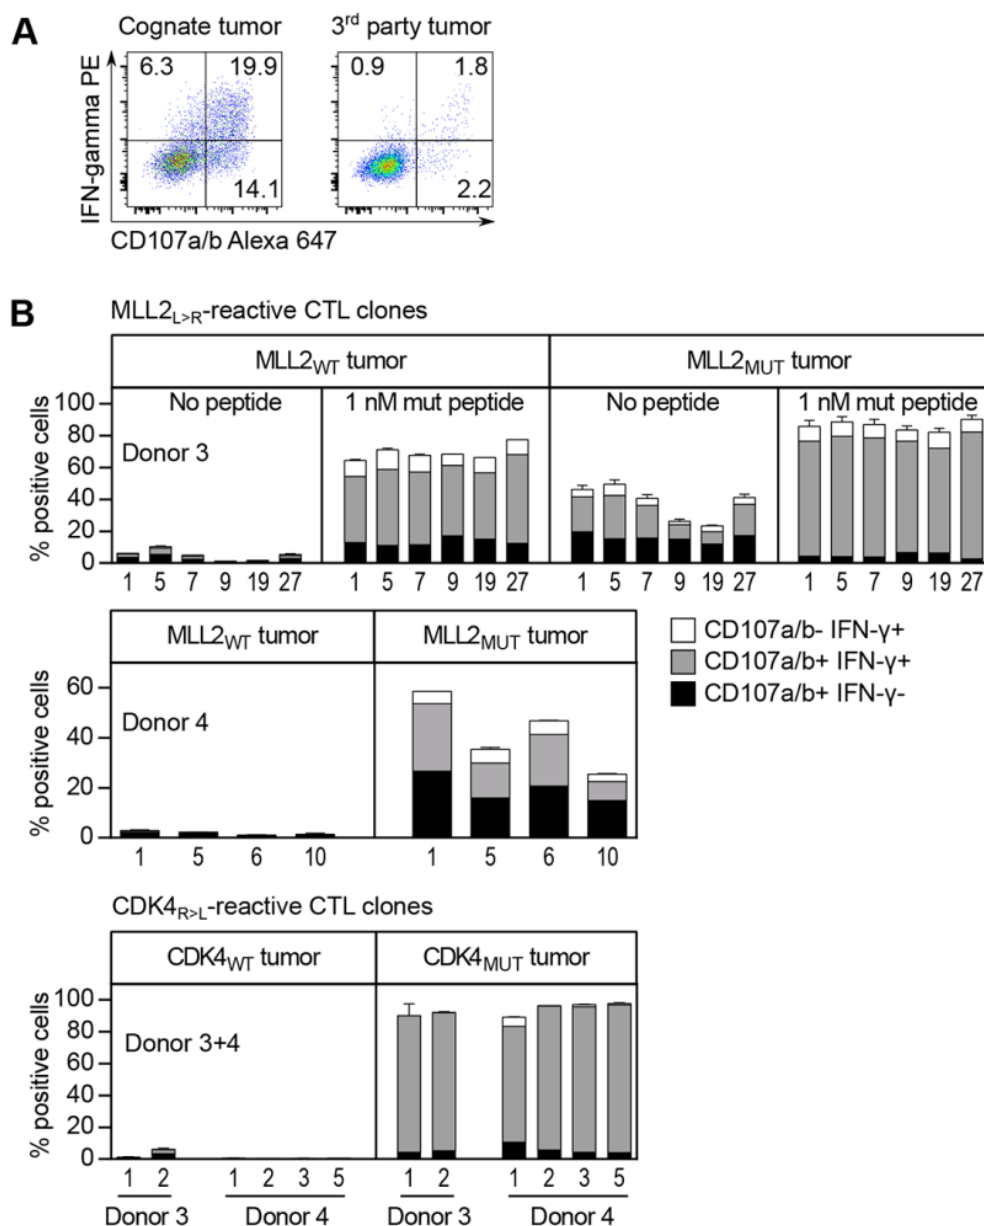 A
Cognate tumor 3rd party tumor
6.3 19.9 0.9 1.8
14.1 2.2
IFN-gamma PE
CD107a/b Alexa 647
B
MLL2L>R-reactive CTL clones
MLL2WT tumor MLL2MUT tumor
No peptide 1 nM mut peptide No peptide 1 nM mut peptide
Donor 3
% positive cells
100
80
60
40
20
0
1 5 7 9 19 27 1 5 7 9 19 27 1 5 7 9 19 27 1 5 7 9 19 27
MLL2WT tumor MLL2MUT tumor
Donor 4
% positive cells
60
40
20
0
1 5 6 10 1 5 6 10
CD107a/b- IFN-γ+
CD107a/b+ IFN-γ+
CD107a/b+ IFN-γ-
CDK4R>L-reactive CTL clones
CDK4WT tumor CDK4MUT tumor
Donor 3+4
% positive cells
100
80
60
40
20
0
1 2 1 2 3 5 1 2 1 2 3 5
Donor 3 Donor 4 Donor 3 Donor 4